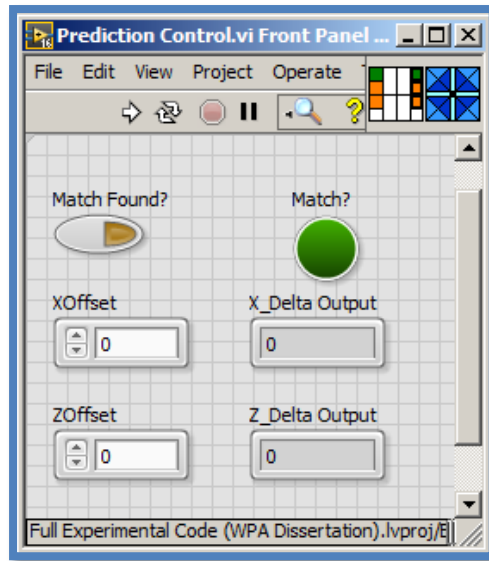 Prediction Control.vi Front Panel ...
File Edit View Project Operate
16
Match Found? Match?
XOffset X_Delta Output
0 0
ZOffset Z_Delta Output
0 0
Full Experimental Code (WPA Dissertation).lvproj/